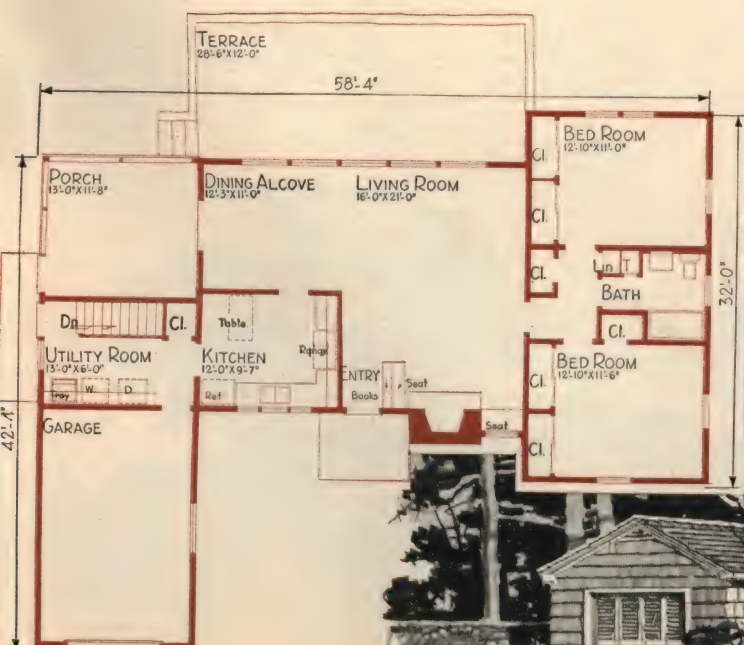 TERRACE
28'-6"X12'-0"
58'-4"
BED ROOM
12'-10"X11'-0"
Cl.
Cl.
PORCH
13'-0"X11'-8"
DINING ALCOVE
12'-3"X11'-0"
LIVING ROOM
16'-0"X21'-0"
Cl.
Lin
T
BATH
32'-0"
Dn
Cl.
Table
Range
Cl.
UTILITY ROOM
13'-0"X6'-0"
KITCHEN
12'-0"X9'-7"
ENTRY
Seat
Books
Cl.
BED ROOM
12'-10"X11'-6"
Tray
W.
D.
Ref
Seat
Cl.
GARAGE
42'-4"